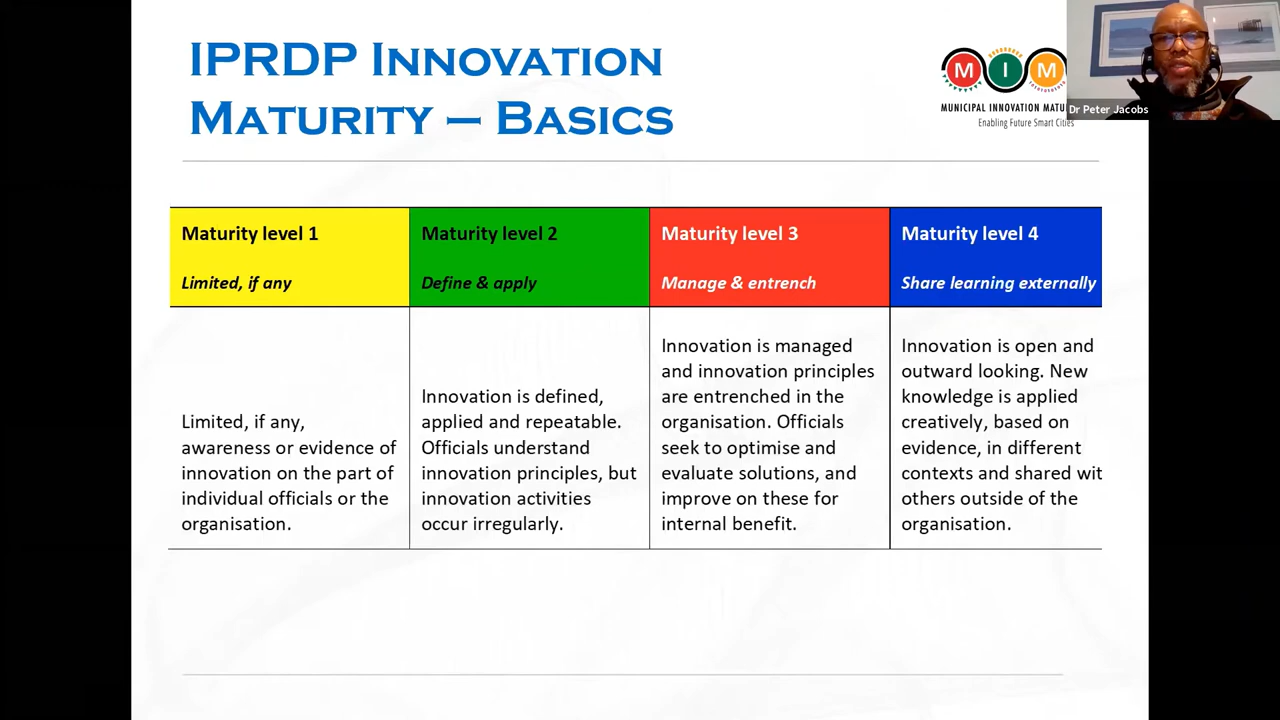 IPRDP INNOVATION
MATURITY – BASICS
M I M
MUNICIPAL INNOVATION
Enabling Future Smart Cities
Dr Peter Jacobs
Maturity level 1
Limited, if any
Limited, if any,
awareness or evidence of
innovation on the part of
individual officials or the
organisation.
Maturity level 2
Define & apply
Innovation is defined,
applied and repeatable.
Officials understand
innovation principles, but
innovation activities
occur irregularly.
Maturity level 3
Manage & entrench
Innovation is managed
and innovation principles
are entrenched in the
organisation. Officials
seek to optimise and
evaluate solutions, and
improve on these for
internal benefit.
Maturity level 4
Share learning externally
Innovation is open and
outward looking. New
knowledge is applied
creatively, based on
evidence, in different
contexts and shared wit
others outside of the
organisation.